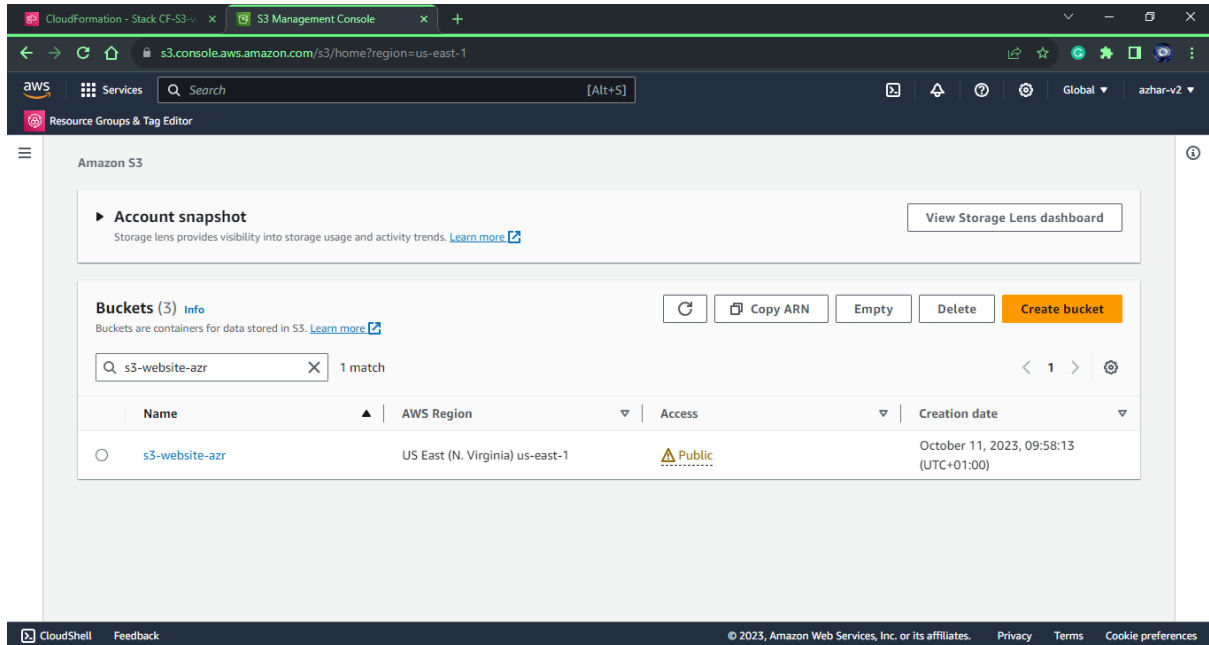 CloudFormation - Stack CF-S3-w
S3 Management Console
s3.console.aws.amazon.com/s3/home?region=us-east-1
aws Services Search [Alt+S] Global azhar-v2
Resource Groups & Tag Editor
Amazon S3
Account snapshot
View Storage Lens dashboard
Storage lens provides visibility into storage usage and activity trends. Learn more
Buckets (3) Info
Copy ARN Empty Delete Create bucket
Buckets are containers for data stored in S3. Learn more
s3-website-azr 1 match 1
Name AWS Region Access Creation date
s3-website-azr US East (N. Virginia) us-east-1 Public October 11, 2023, 09:58:13
(UTC+01:00)
CloudShell Feedback © 2023, Amazon Web Services, Inc. or its affiliates. Privacy Terms Cookie preferences